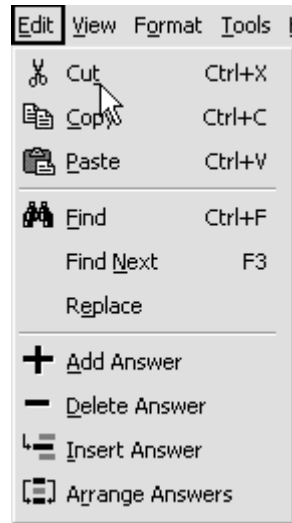 Edit View Format Tools
Cut Ctrl+X
Copy Ctrl+C
Paste Ctrl+V
Find Ctrl+F
Find Next F3
Replace
Add Answer
Delete Answer
Insert Answer
Arrange Answers